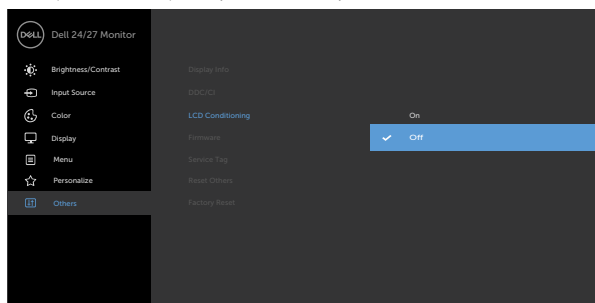 DELL
Dell 24/27 Monitor
Brightness/Contrast
Input Source
Color
Display
Menu
Personalize
Others
Display Info
DDC/CI
LCD Conditioning
Firmware
Service Tag
Reset Others
Factory Reset
On
Off